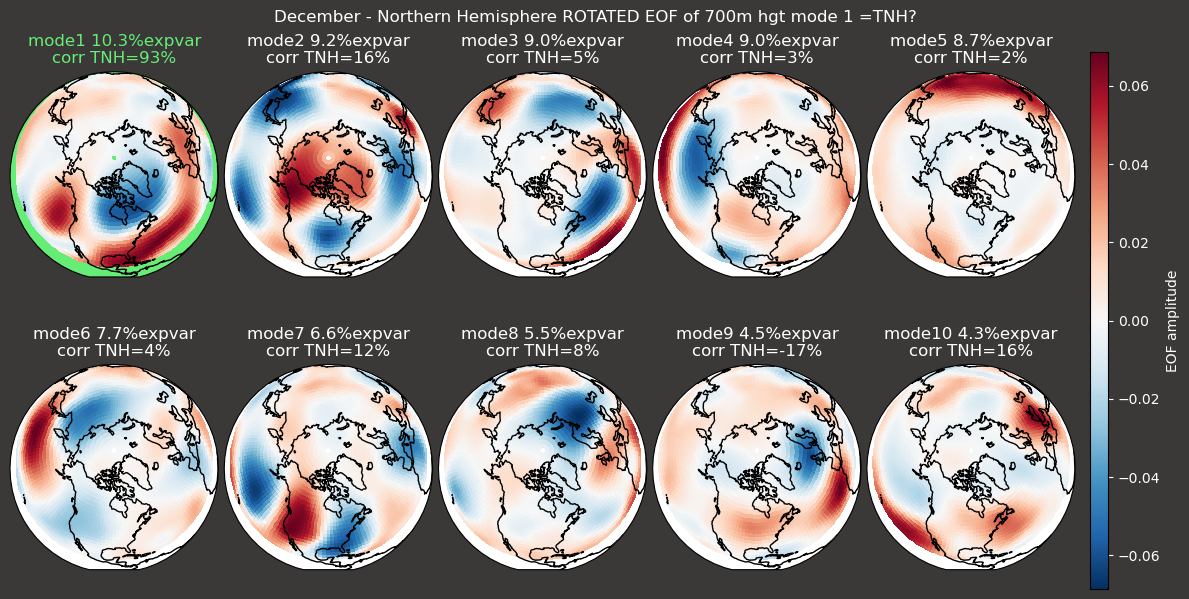 December - Northern Hemisphere ROTATED EOF of 700m hgt mode 1 =TNH?
mode1 10.3%expvar
corr TNH=93%
mode2 9.2%expvar
corr TNH=16%
mode3 9.0%expvar
corr TNH=5%
mode4 9.0%expvar
corr TNH=3%
mode5 8.7%expvar
corr TNH=2%
mode6 7.7%expvar
corr TNH=4%
mode7 6.6%expvar
corr TNH=12%
mode8 5.5%expvar
corr TNH=8%
mode9 4.5%expvar
corr TNH=-17%
mode10 4.3%expvar
corr TNH=16%
0.06
0.04
0.02
0.00
−0.02
−0.04
−0.06
EOF amplitude